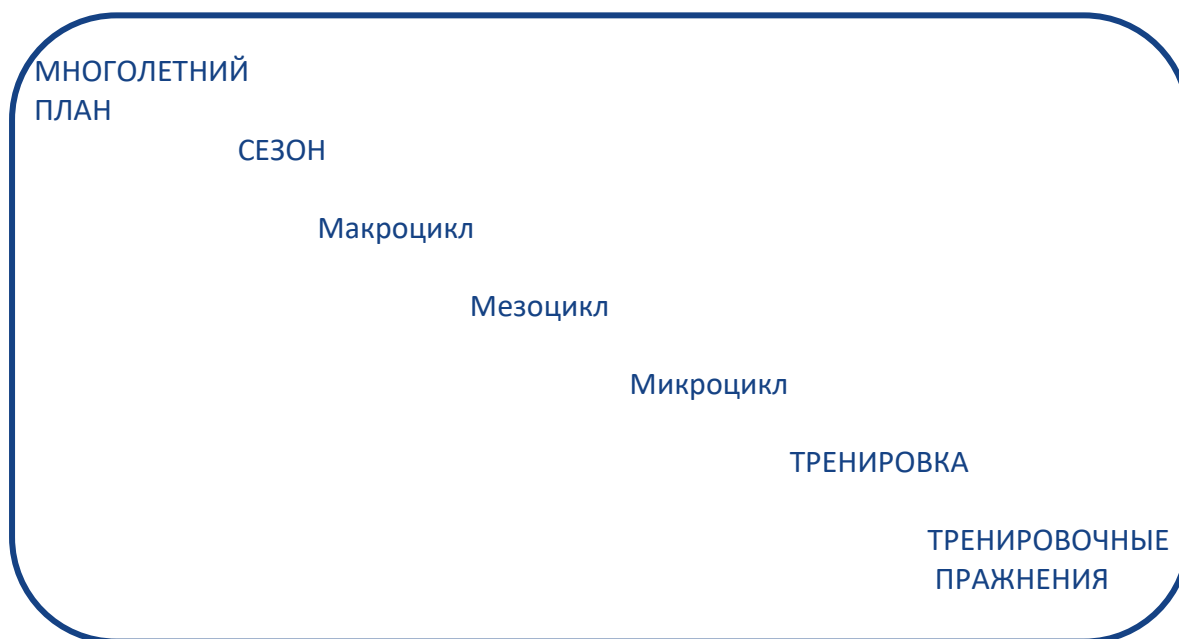 МНОГОЛЕТНИЙ
ПЛАН
СЕЗОН
Макроцикл
Мезоцикл
Микроцикл
ТРЕНИРОВКА
ТРЕНИРОВОЧНЫЕ
ПРАЖНЕНИЯ